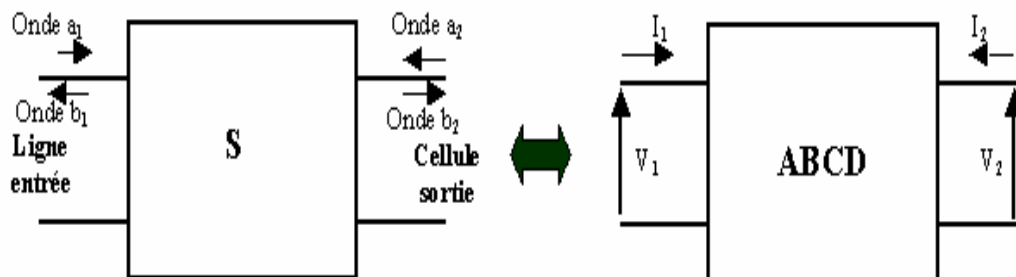 Onde a₁
Onde b₁
Ligne
entrée
S
Onde a₂
Onde b₂
Cellule
sortie
I₁
V₁
ABCD
I₂
V₂